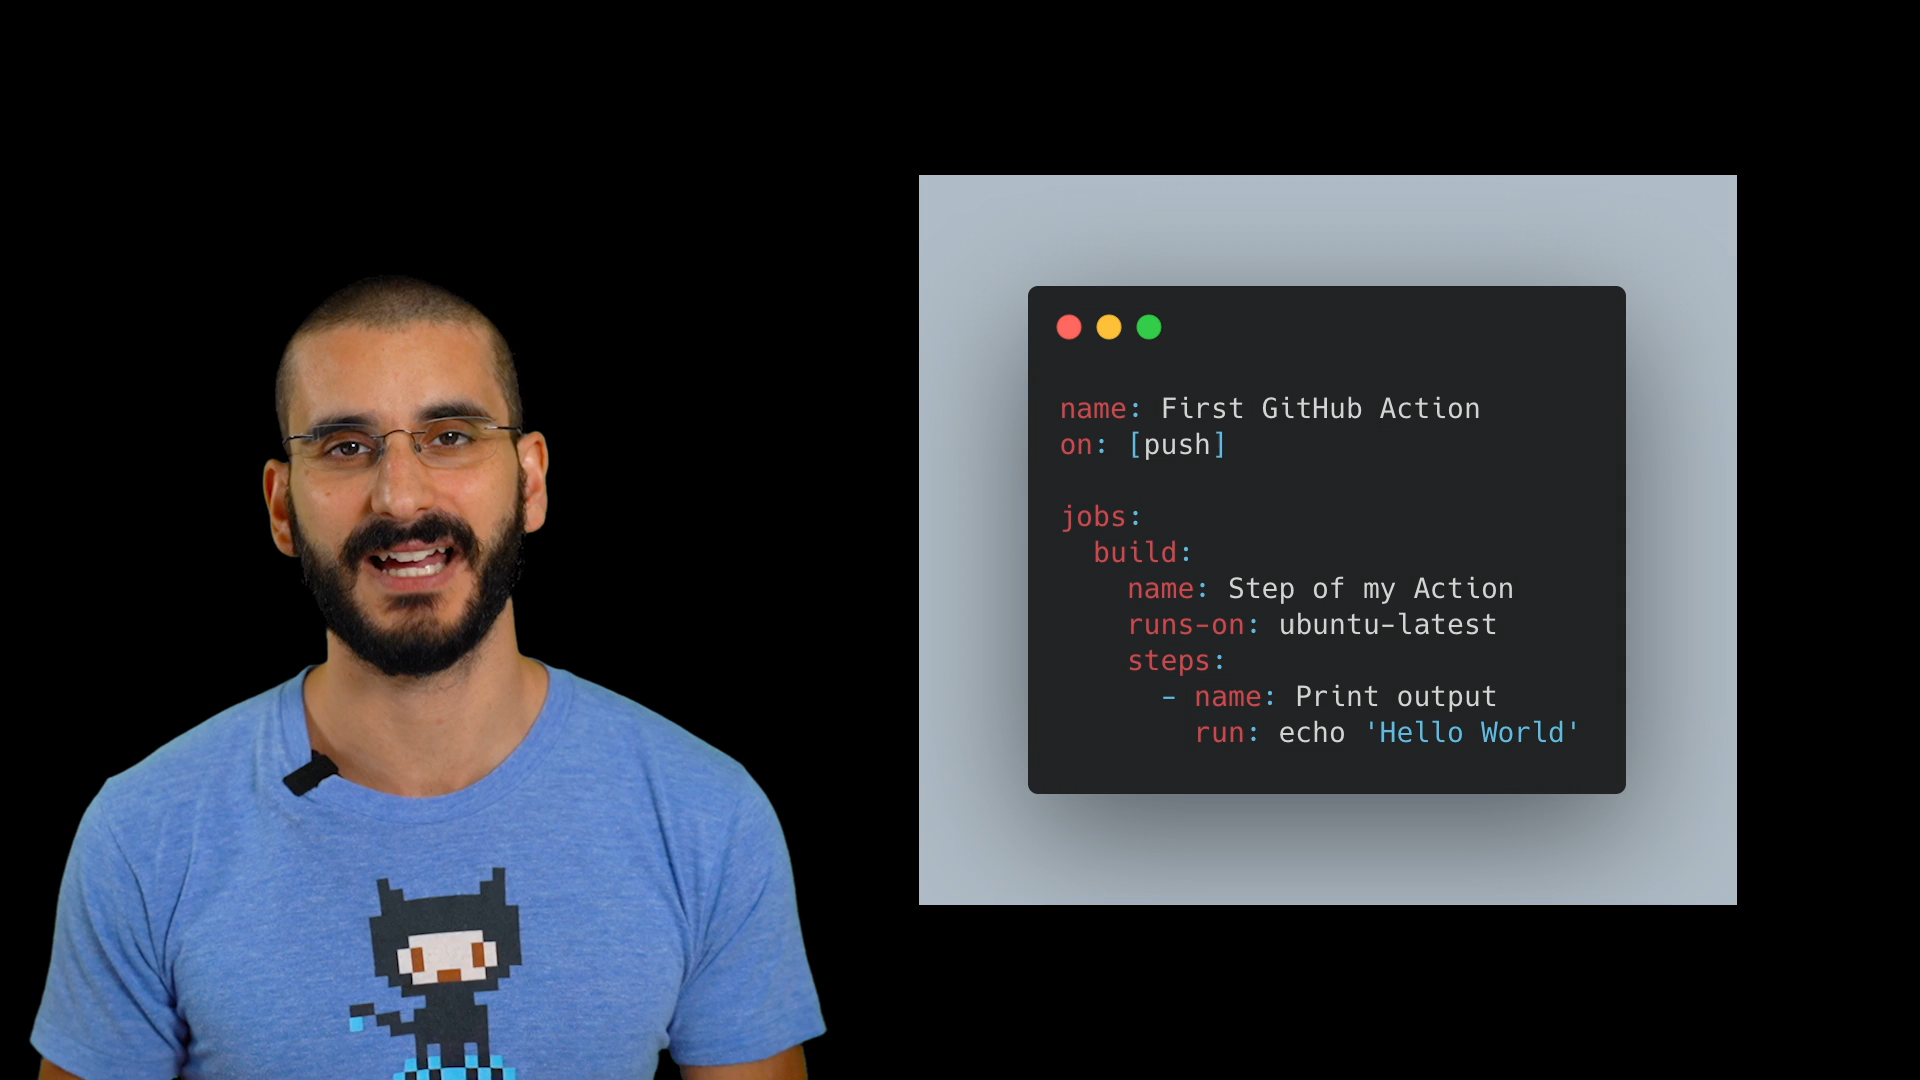 name: First GitHub Action
on: [push]
jobs:
build:
name: Step of my Action
runs-on: ubuntu-latest
steps:
- name: Print output
run: echo 'Hello World'